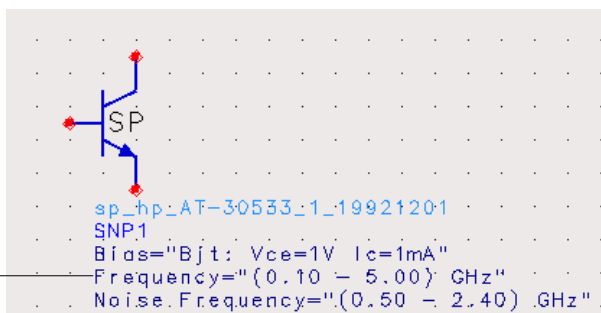 SP
sp_hp_AT-30533_1_19921201
SNP1
Bias="Bjt: Vce=1V Ic=1mA"
Frequency="(0.10 - 5.00) GHz"
Noise Frequency="(0.50 - 2.40) GHz"